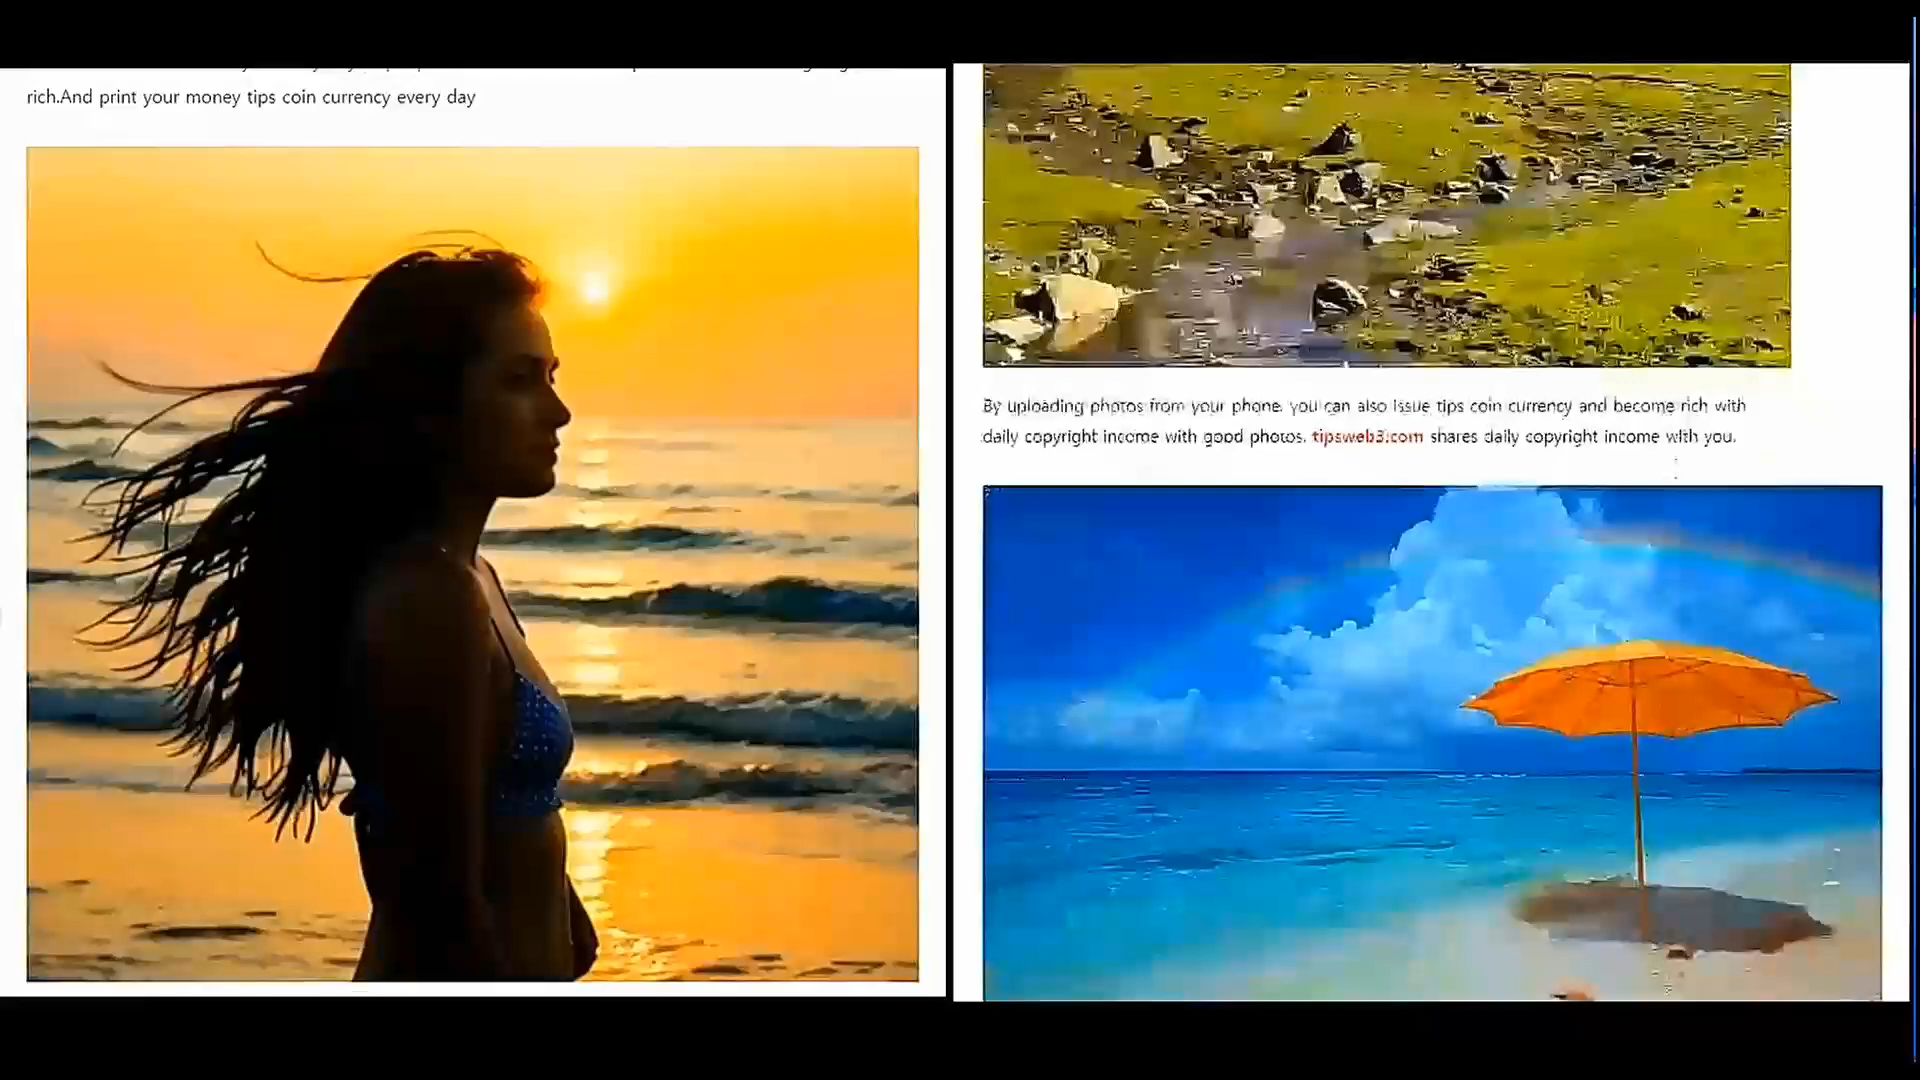 rich.And print your money tips coin currency every day
By uploading photos from your phone, you can also issue tips coin currency and become rich with
daily copyright income with good photos. tipsweb3.com shares daily copyright income with you.